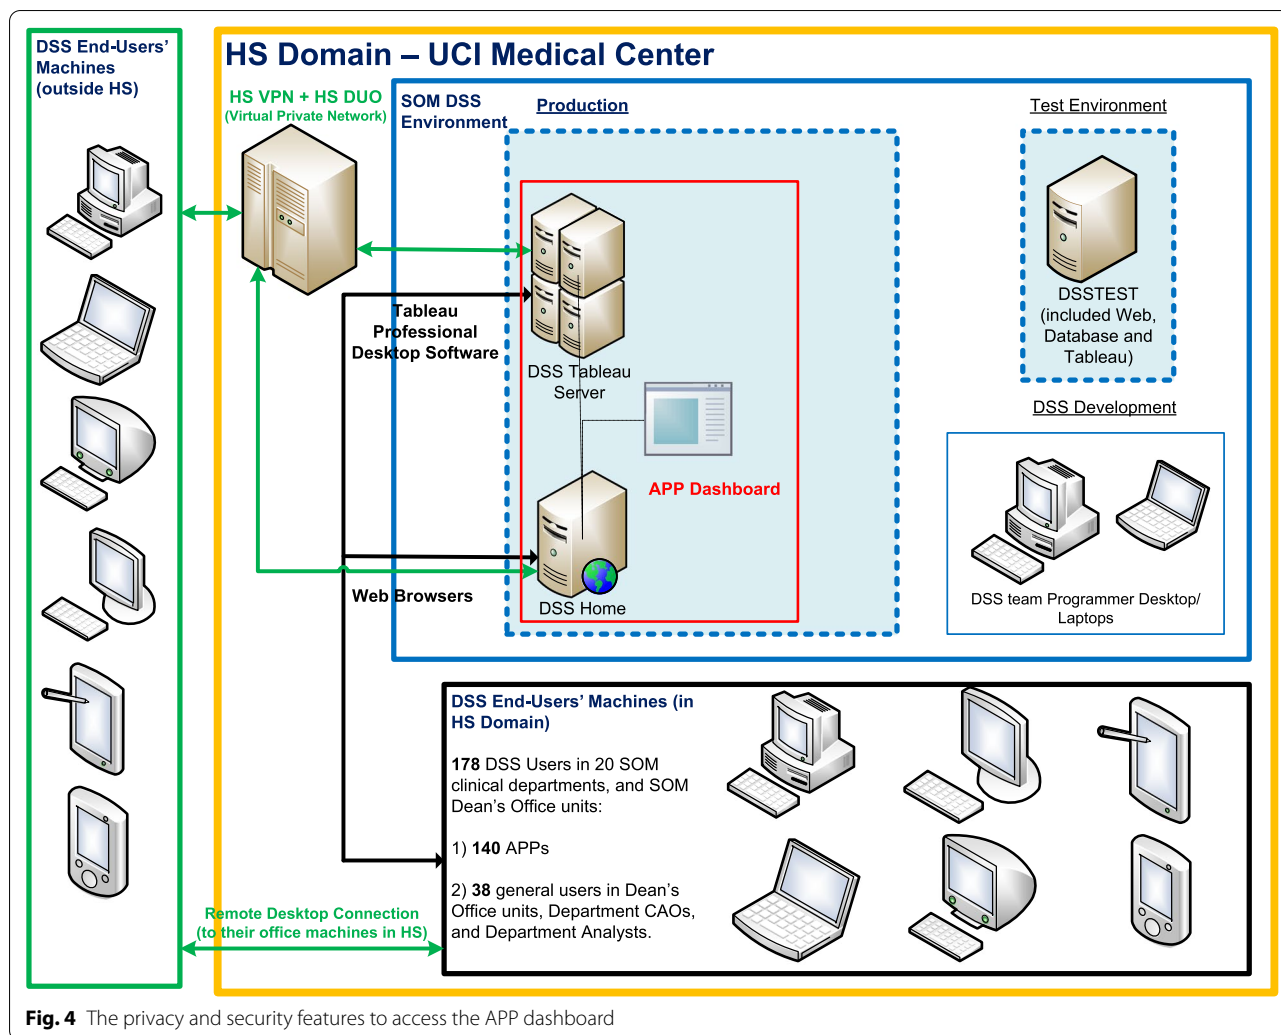 DSS End-Users’
Machines
(outside HS)
HS Domain – UCI Medical Center
HS VPN + HS DUO
(Virtual Private Network)
SOM DSS
Environment
Production
Test Environment
DSSTEST
(included Web,
Database and
Tableau)
Tableau
Professional
Desktop Software
DSS Tableau
Server
DSS Development
APP Dashboard
Web Browsers
DSS Home
DSS team Programmer Desktop/
Laptops
DSS End-Users’ Machines (in
HS Domain)
178 DSS Users in 20 SOM
clinical departments, and SOM
Dean’s Office units:
1) 140 APPs
2) 38 general users in Dean’s
Office units, Department CAOs,
and Department Analysts.
Remote Desktop Connection
(to their office machines in HS)
Fig. 4 The privacy and security features to access the APP dashboard